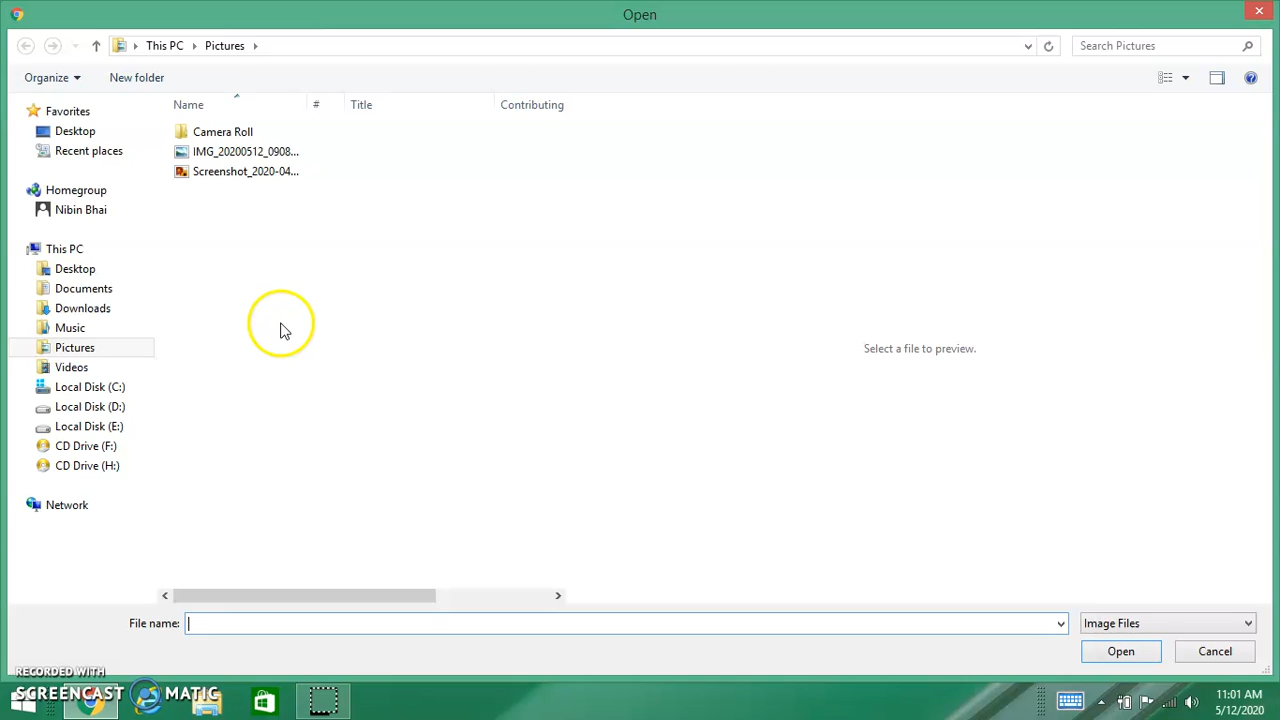 Open
This PC
Pictures
Search Pictures
Organize
New folder
Name
#
Title
Contributing
Favorites
Desktop
Recent places
Homegroup
Nibin Bhai
This PC
Desktop
Documents
Downloads
Music
Pictures
Videos
Local Disk (C:)
Local Disk (D:)
Local Disk (E:)
CD Drive (F:)
CD Drive (H:)
Network
Camera Roll
IMG_20200512_0908...
Screenshot_2020-04...
Select a file to preview.
File name:
Image Files
Open
Cancel
RECORDED WITH
SCREENCAST MATIC
11:01 AM
5/12/2020